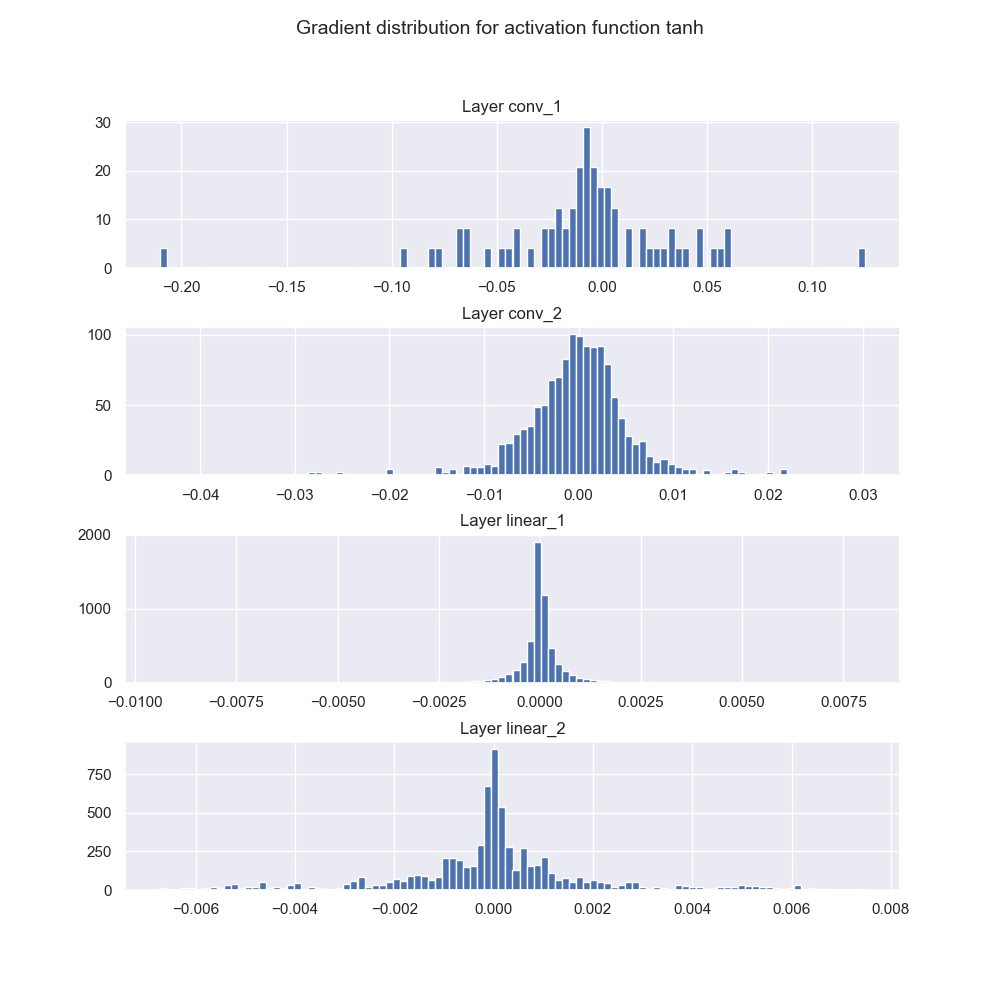 Gradient distribution for activation function tanh
Layer conv_1
30
20
10
0
−0.20 −0.15 −0.10 −0.05 0.00 0.05 0.10
Layer conv_2
100
50
0
−0.04 −0.03 −0.02 −0.01 0.00 0.01 0.02 0.03
Layer linear_1
2000
1000
0
−0.0100 −0.0075 −0.0050 −0.0025 0.0000 0.0025 0.0050 0.0075
Layer linear_2
750
500
250
0
−0.006 −0.004 −0.002 0.000 0.002 0.004 0.006 0.008